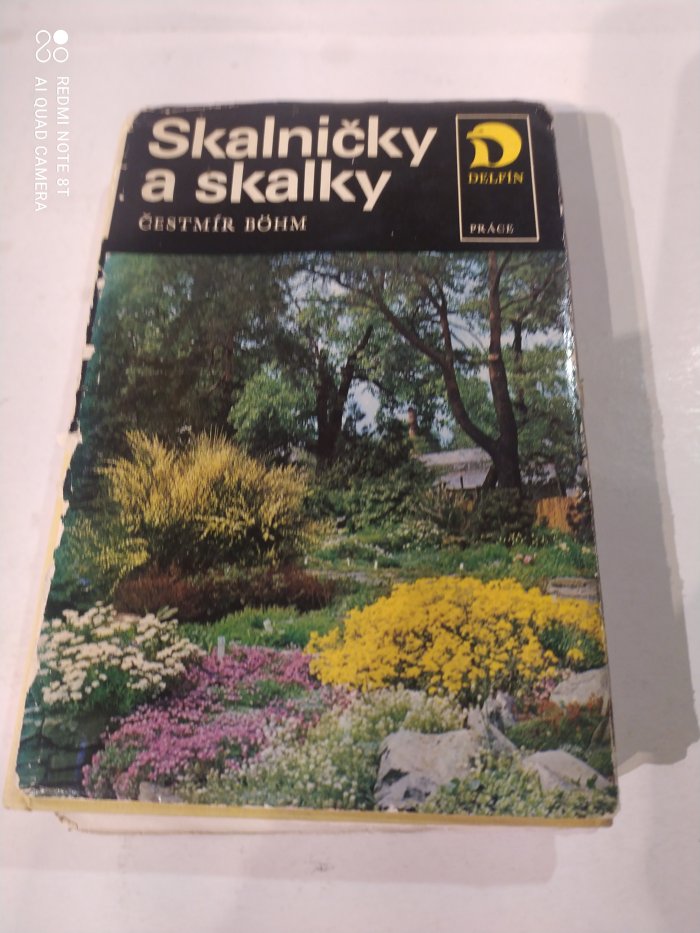 Skalničky
a skalky
ČESTMÍR BÖHM
DELFÍN
PRÁCE
REDMI NOTE 8T
AI QUAD CAMERA